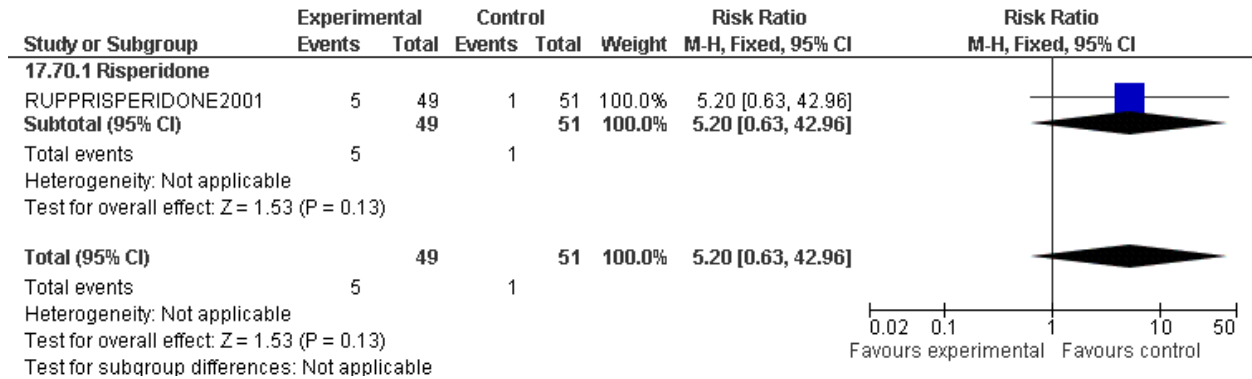 Experimental Control Risk Ratio Risk Ratio
Study or Subgroup Events Total Events Total Weight M-H, Fixed, 95% CI M-H, Fixed, 95% CI
17.70.1 Risperidone
RUPPRISPERIDONE2001 5 49 1 51 100.0% 5.20 [0.63, 42.96]
Subtotal (95% CI) 49 51 100.0% 5.20 [0.63, 42.96]
Total events 5 1
Heterogeneity: Not applicable
Test for overall effect: Z = 1.53 (P = 0.13)
Total (95% CI) 49 51 100.0% 5.20 [0.63, 42.96]
Total events 5 1
Heterogeneity: Not applicable
Test for overall effect: Z = 1.53 (P = 0.13)
Test for subgroup differences: Not applicable
0.02 0.1 1 10 50
Favours experimental Favours control